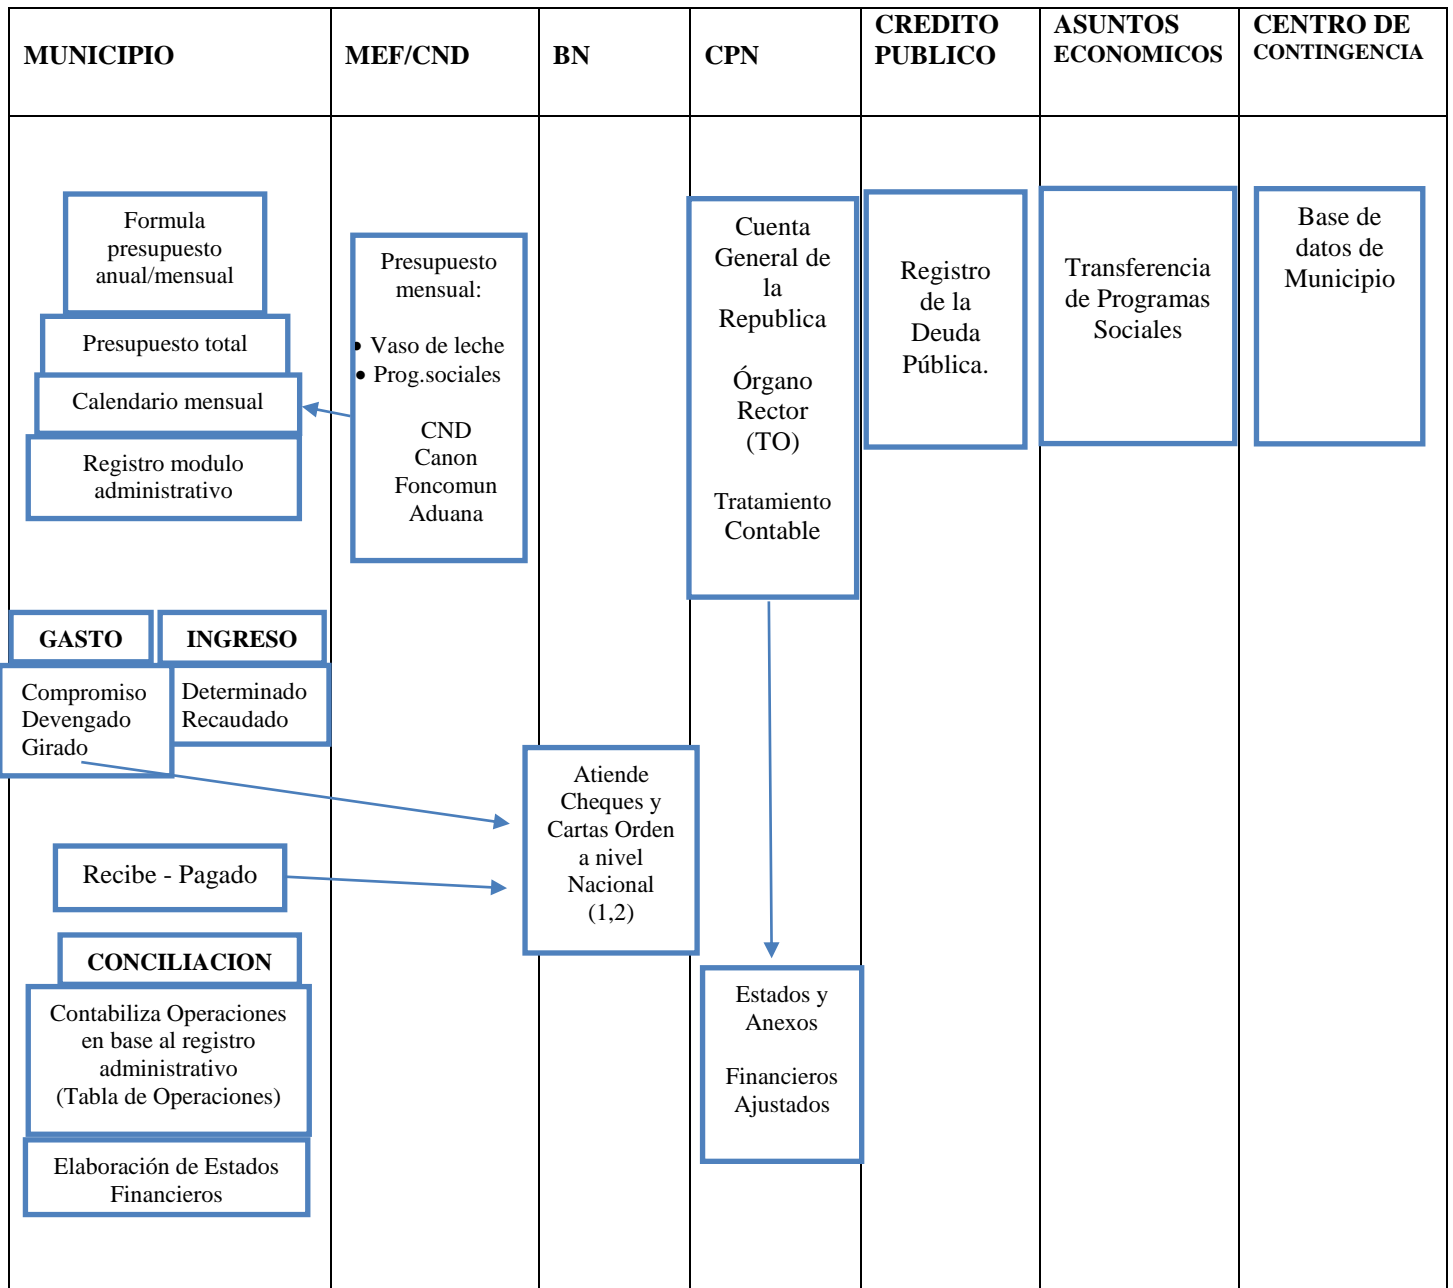 MUNICIPIO
MEF/CND
BN
CPN
CREDITO
PUBLICO
ASUNTOS
ECONOMICOS
CENTRO DE
CONTINGENCIA
Formula
presupuesto
anual/mensual
Presupuesto total
Calendario mensual
Registro modulo
administrativo
Presupuesto
mensual:
• Vaso de leche
• Prog.sociales
CND
Canon
Foncomun
Aduana
Cuenta
General de
la
Republica
Órgano
Rector
(TO)
Tratamiento
Contable
Registro
de la
Deuda
Pública.
Transferencia
de Programas
Sociales
Base de
datos de
Municipio
GASTO
INGRESO
Compromiso
Devengado
Girado
Determinado
Recaudado
Atiende
Cheques y
Cartas Orden
a nivel
Nacional
(1,2)
Recibe - Pagado
CONCILIACION
Contabiliza Operaciones
en base al registro
administrativo
(Tabla de Operaciones)
Elaboración de Estados
Financieros
Estados y
Anexos
Financieros
Ajustados